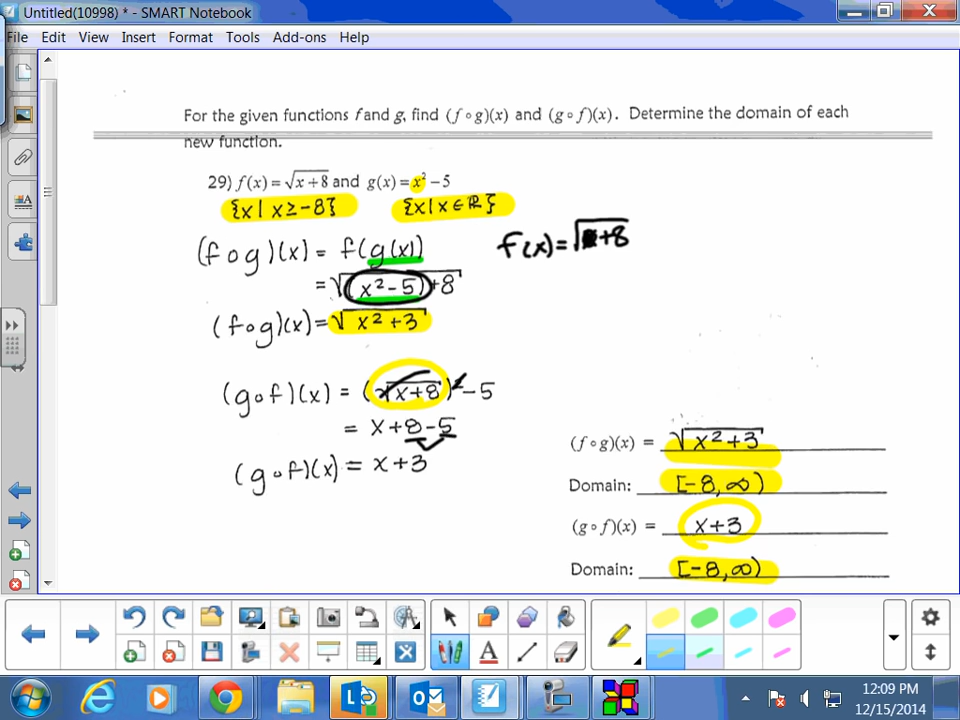 Untitled(10998) * - SMART Notebook
File Edit View Insert Format Tools Add-ons Help
For the given functions f and g, find (f ∘ g)(x) and (g ∘ f)(x). Determine the domain of each
new function.
29) f(x) = √x + 8 and g(x) = x² − 5
{x | x ≥ -8} {x | x ∈ ℝ}
(f ∘ g)(x) = f(g(x)) f(x) = √x+8
= √(x² - 5) + 8
(f ∘ g)(x) = √x² + 3
(g ∘ f)(x) = (√x+8)² - 5
= x + 8 - 5
(g ∘ f)(x) = x + 3
(f ∘ g)(x) = √x² + 3
Domain: [-8, ∞)
(g ∘ f)(x) = x + 3
Domain: [-8, ∞)
12:09 PM
12/15/2014